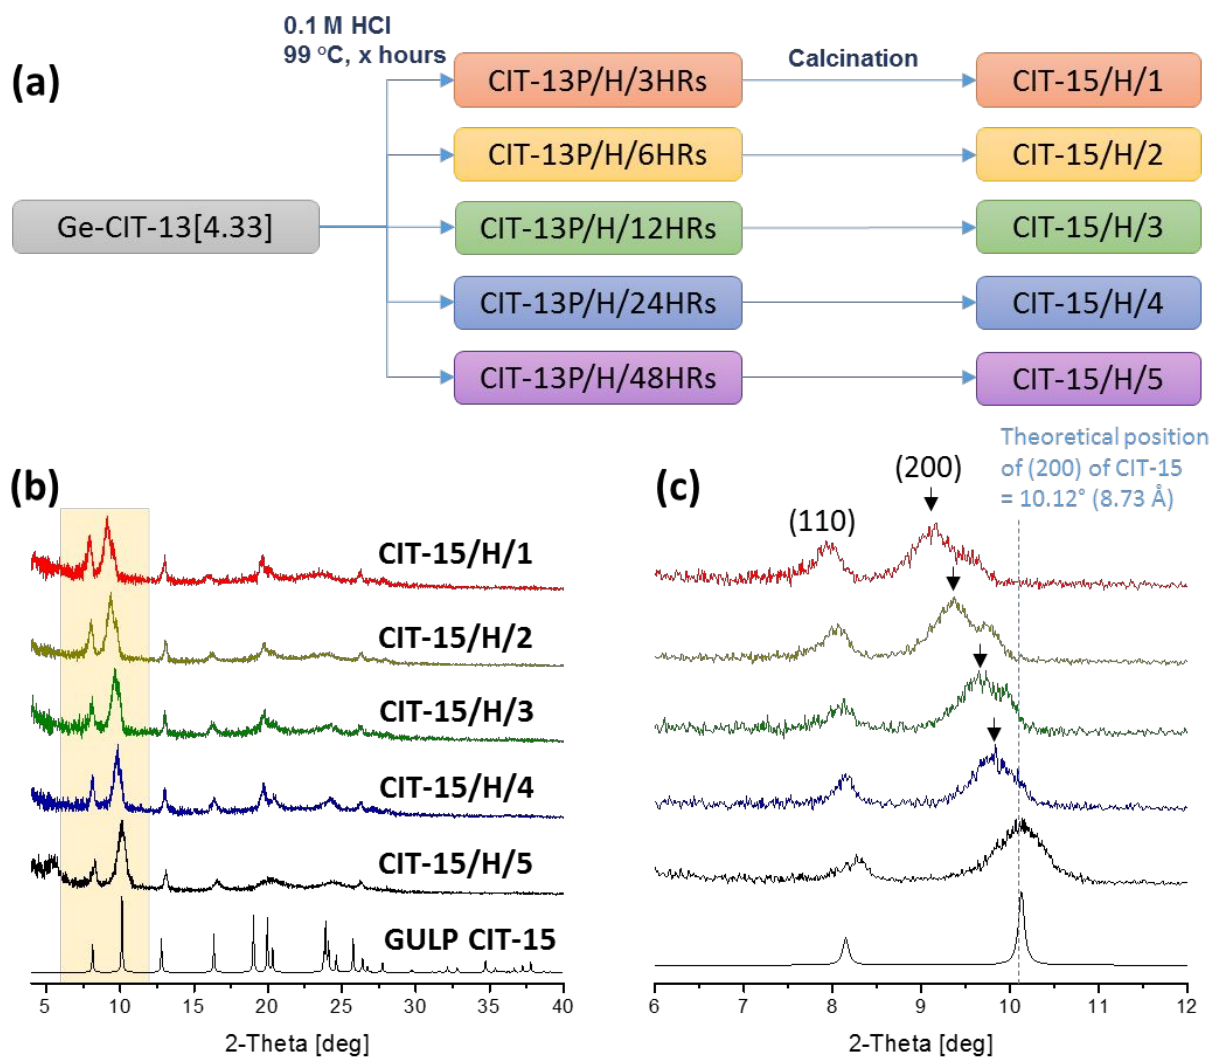 (a)
0.1 M HCl
99 °C, x hours
Calcination
Ge-CIT-13[4.33]
CIT-13P/H/3HRs
CIT-15/H/1
CIT-13P/H/6HRs
CIT-15/H/2
CIT-13P/H/12HRs
CIT-15/H/3
CIT-13P/H/24HRs
CIT-15/H/4
CIT-13P/H/48HRs
CIT-15/H/5
(b)
CIT-15/H/1
CIT-15/H/2
CIT-15/H/3
CIT-15/H/4
CIT-15/H/5
GULP CIT-15
5 10 15 20 25 30 35 40
2-Theta [deg]
(c)
Theoretical position
of (200) of CIT-15
= 10.12° (8.73 Å)
(110)
(200)
6 7 8 9 10 11 12
2-Theta [deg]